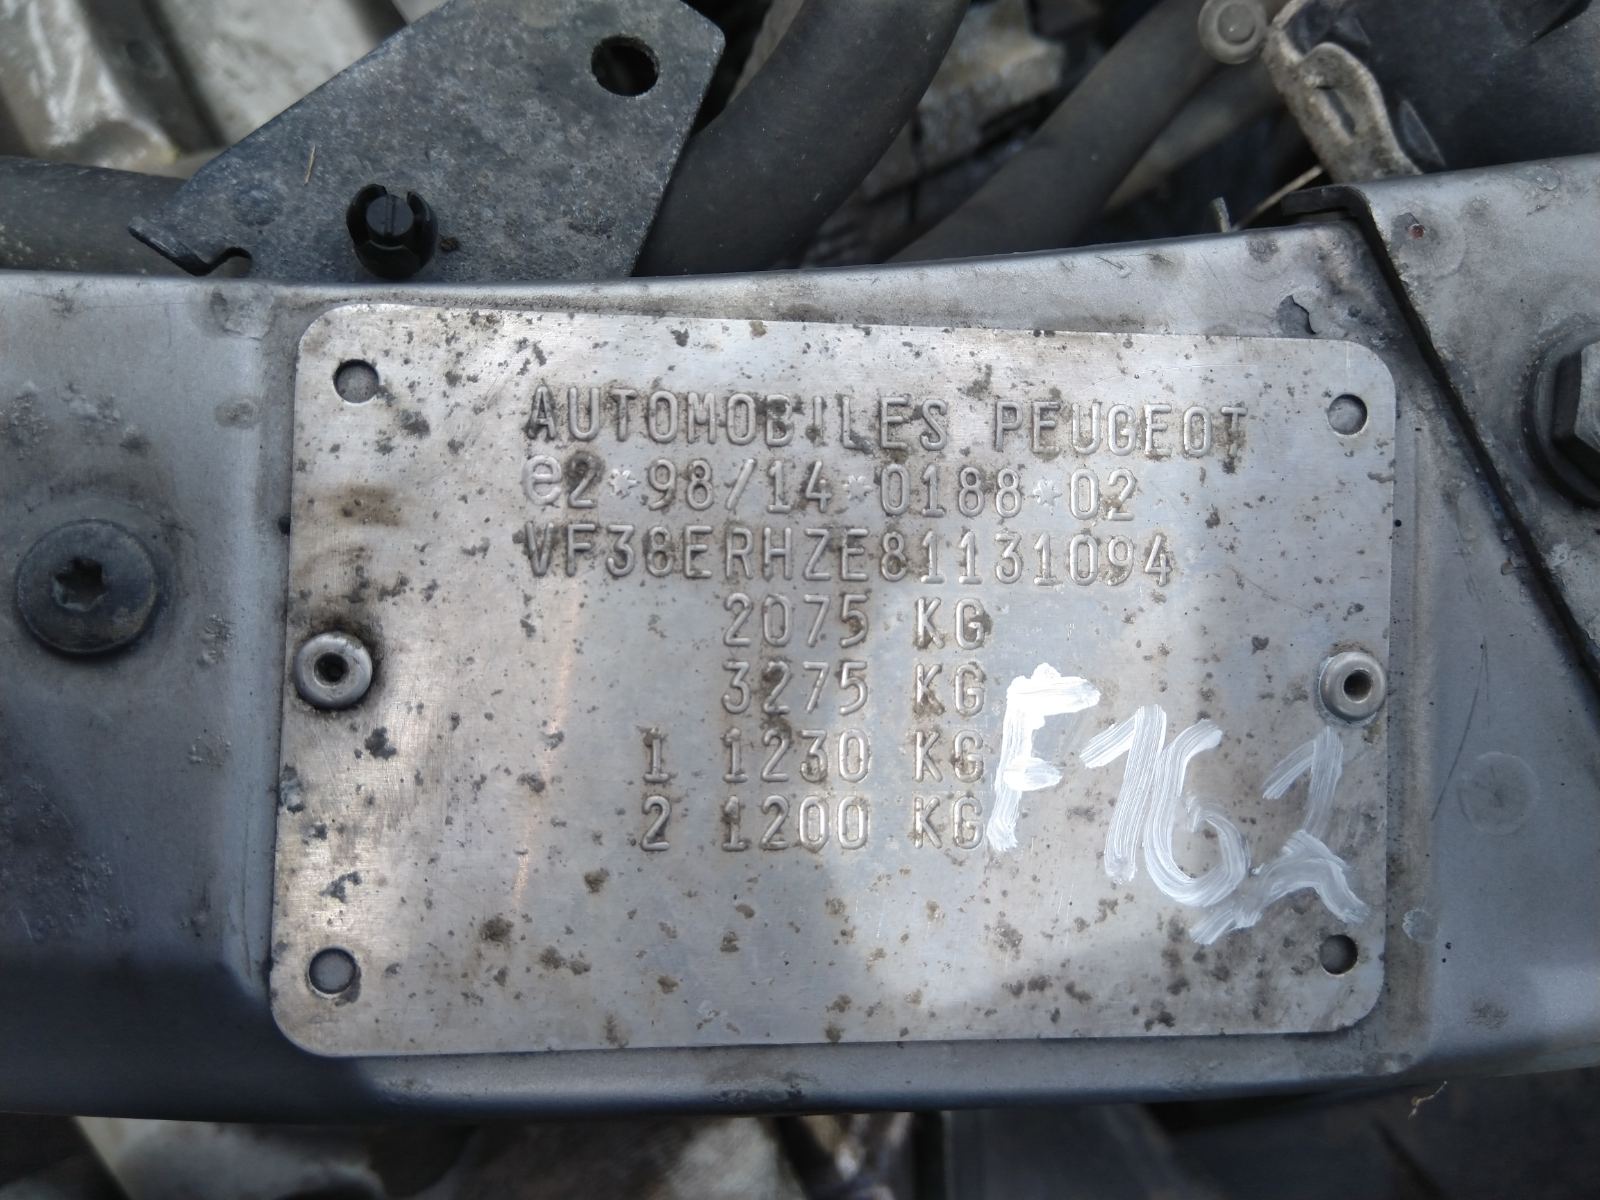 AUTOMOBILES PEUGEOT
e2*98/14*0188*02
VF38ERHZE81131094
2075 KG
3275 KG
1 1230 KG
2 1200 KG
F162